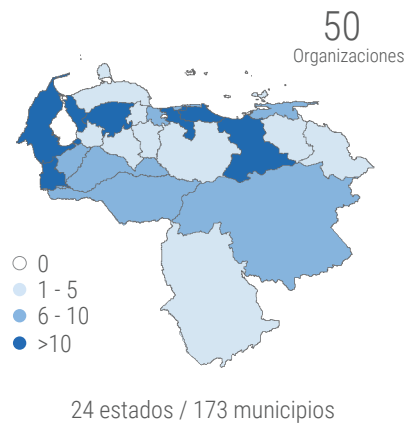 50
Organizaciones
0
1 - 5
6 - 10
>10
24 estados / 173 municipios